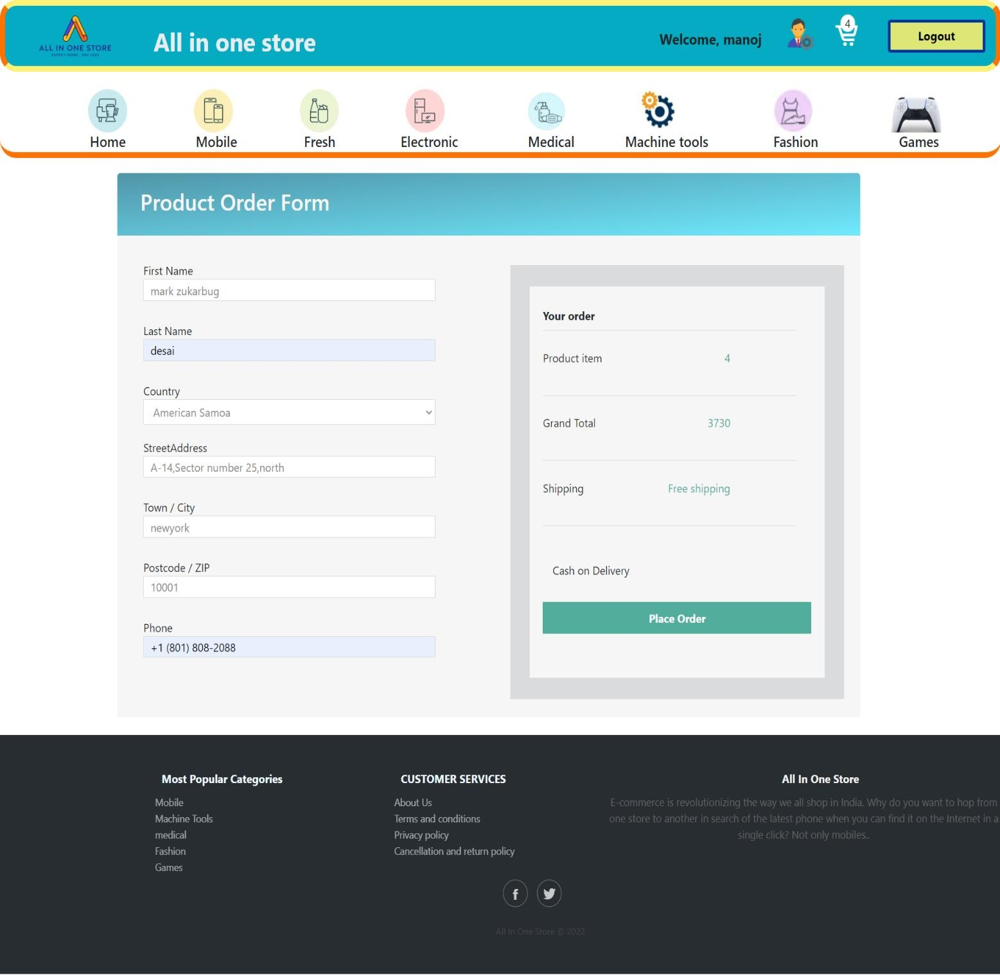 ALL IN ONE STORE
EXPECT MORE . PAY LESS
All in one store
Welcome, manoj
4
Logout
Home
Mobile
Fresh
Electronic
Medical
Machine tools
Fashion
Games
Product Order Form
First Name
mark zukarbug
Last Name
desai
Country
American Samoa
StreetAddress
A-14,Sector number 25,north
Town / City
newyork
Postcode / ZIP
10001
Phone
+1 (801) 808-2088
Your order
Product item 4
Grand Total 3730
Shipping Free shipping
Cash on Delivery
Place Order
Most Popular Categories
Mobile
Machine Tools
medical
Fashion
Games
CUSTOMER SERVICES
About Us
Terms and conditions
Privacy policy
Cancellation and return policy
All In One Store
E-commerce is revolutionizing the way we all shop in India. Why do you want to hop from
one store to another in search of the latest phone when you can find it on the Internet in a
single click? Not only mobiles..
All In One Store © 2022